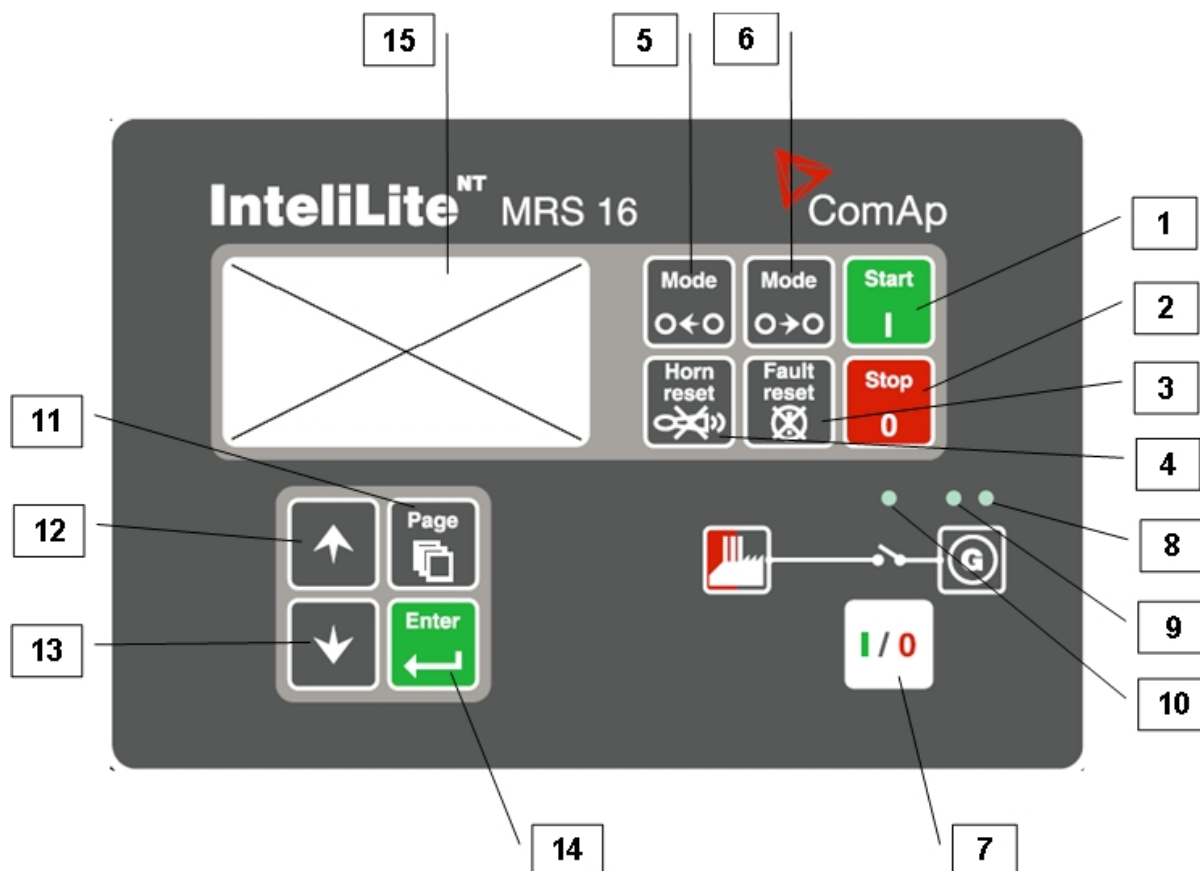 15
5
6
InteliLite NT MRS 16
ComAp
1
Mode
Mode
Start
I
2
Horn
reset
Fault
reset
Stop
0
3
4
11
12
Page
8
G
9
13
Enter
I / 0
10
14
7